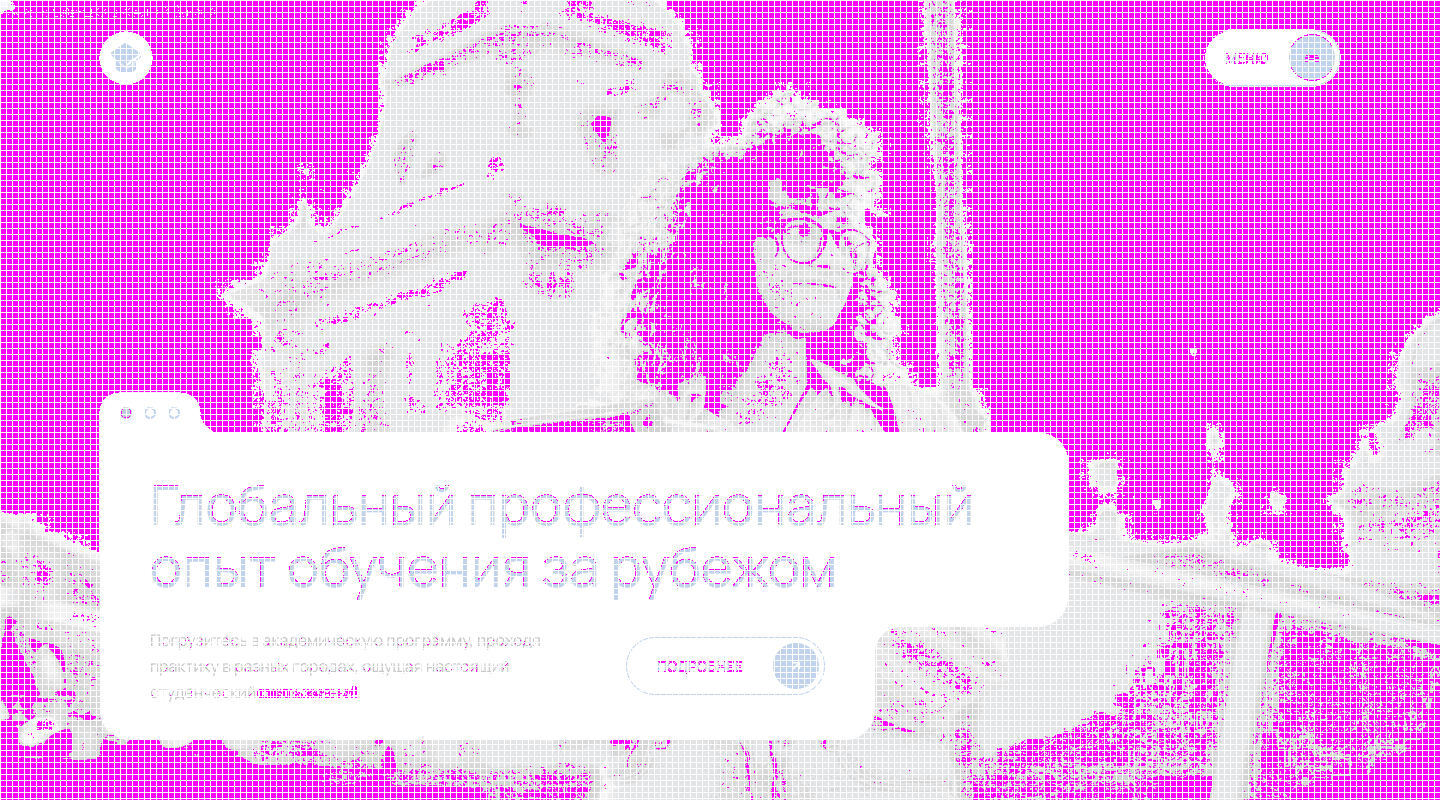 МЕНЮ
Глобальный профессиональный
опыт обучения за рубежом
Погрузитесь в академическую программу, проходя
практику в разных городах, ощущая настоящий
студенческий
ПОДРОБНЕЕ